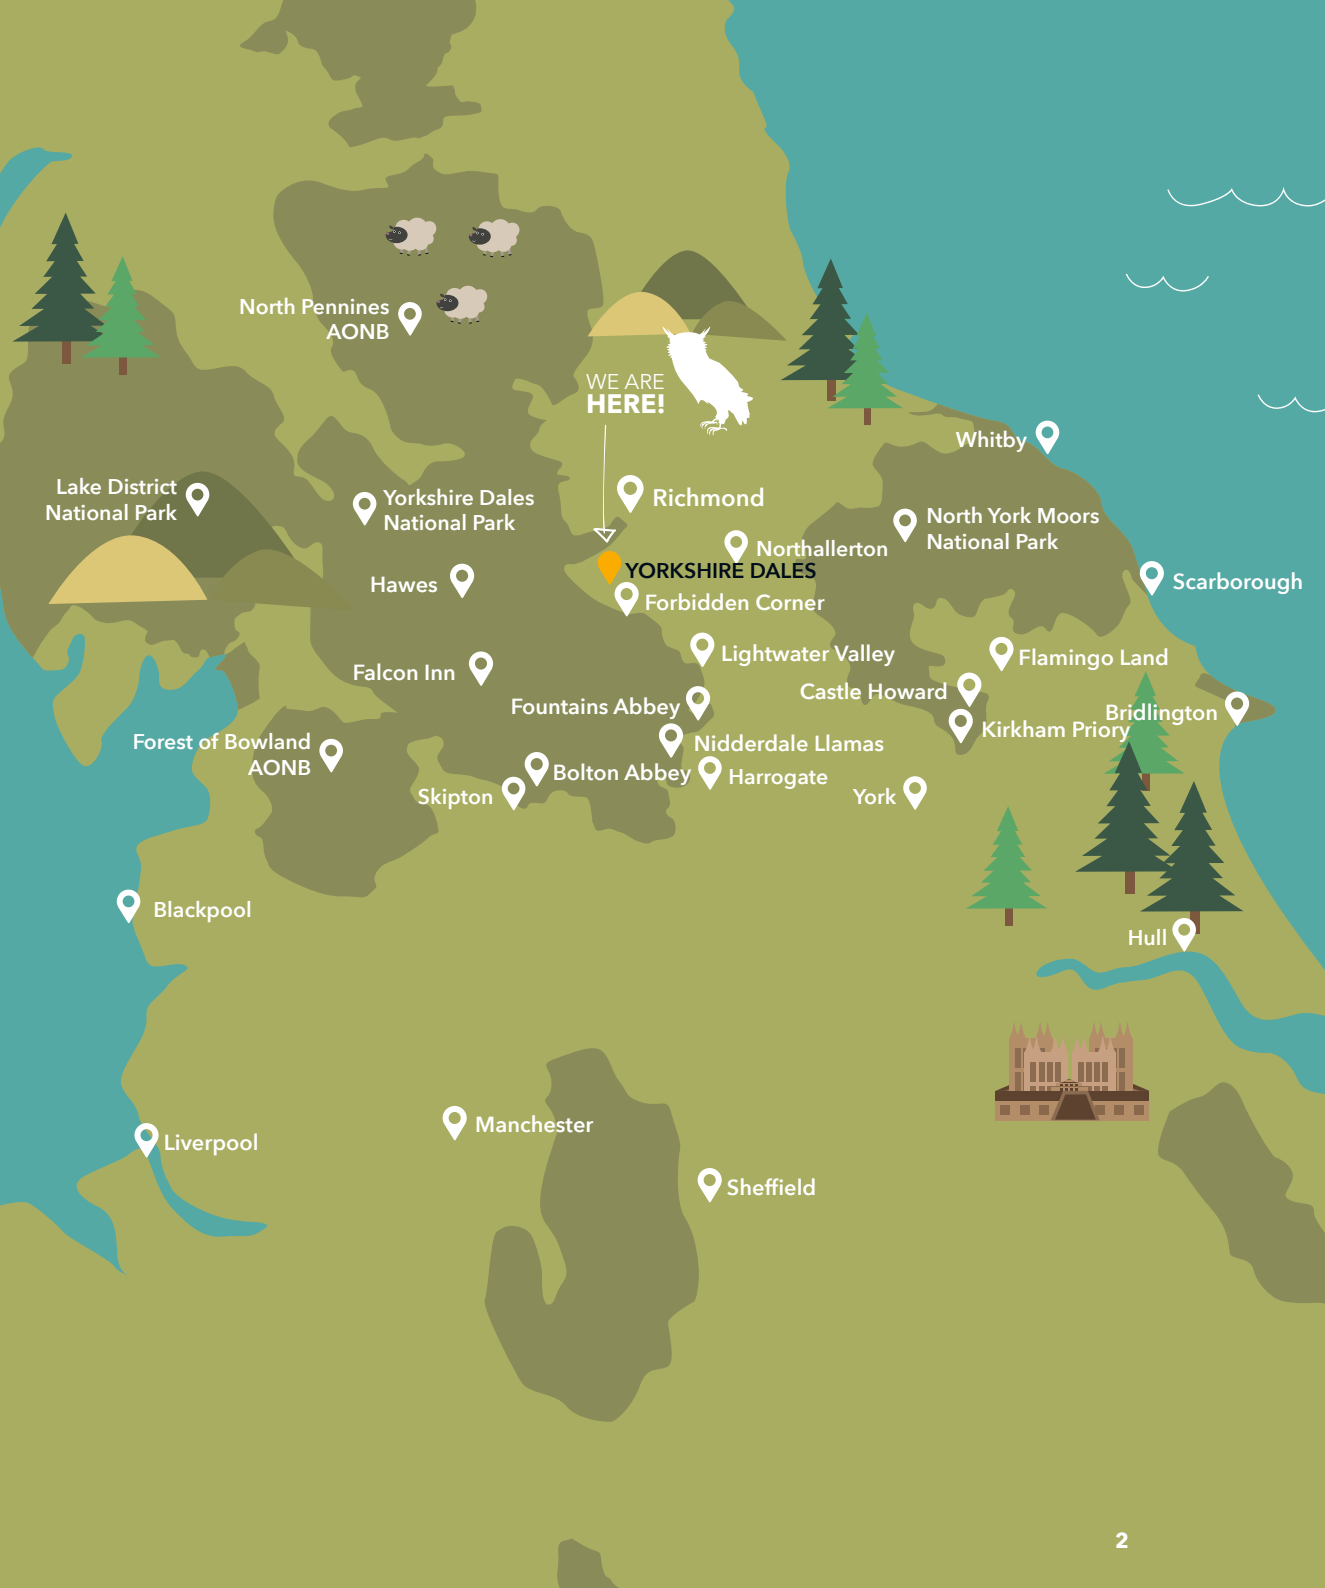 North Pennines
AONB
WE ARE
HERE!
Whitby
Lake District
National Park
Yorkshire Dales
National Park
Richmond
North York Moors
National Park
Northallerton
YORKSHIRE DALES
Hawes
Scarborough
Forbidden Corner
Lightwater Valley
Flamingo Land
Falcon Inn
Castle Howard
Fountains Abbey
Bridlington
Kirkham Priory
Forest of Bowland
AONB
Nidderdale Llamas
Bolton Abbey
Harrogate
Skipton
York
Blackpool
Hull
Manchester
Liverpool
Sheffield
2